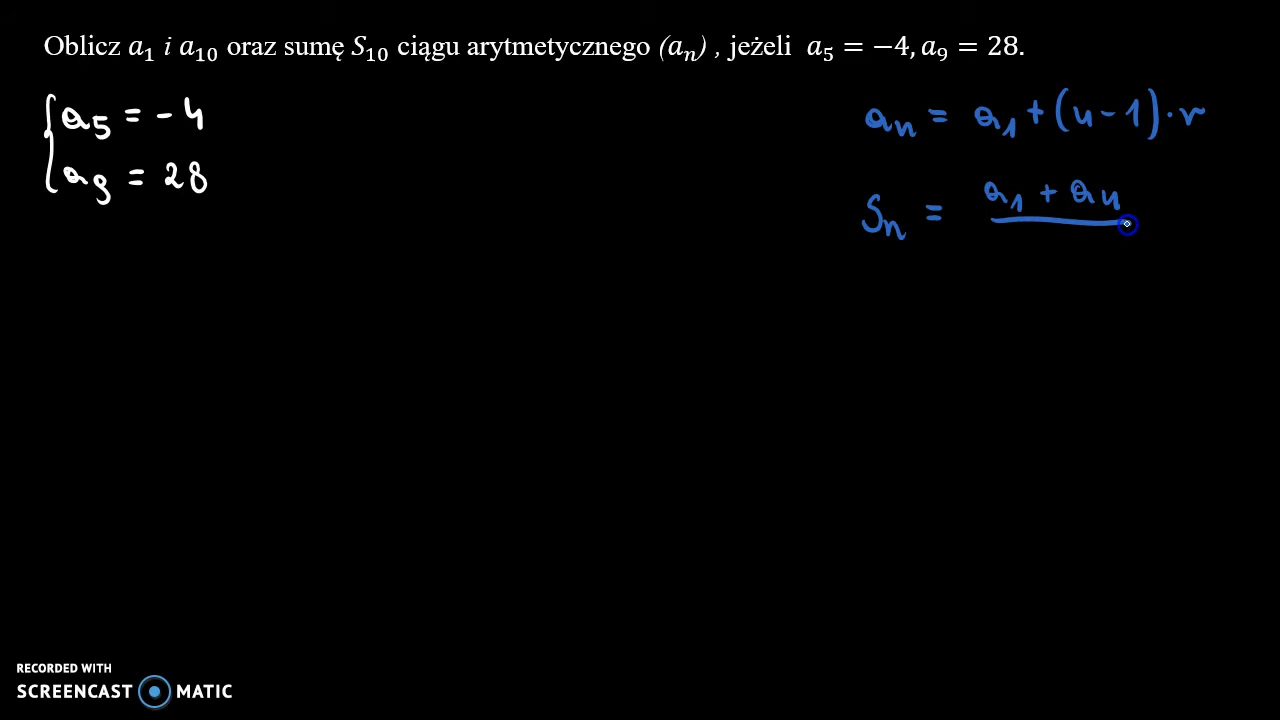 Oblicz a₁ i a₁₀ oraz sumę S₁₀ ciągu arytmetycznego (aₙ) , jeżeli a₅ = −4, a₉ = 28.
a₅ = - 4
a₉ = 28
aₙ = a₁ + (n - 1) · r
Sₙ = a₁ + aₙ
RECORDED WITH
SCREENCAST MATIC